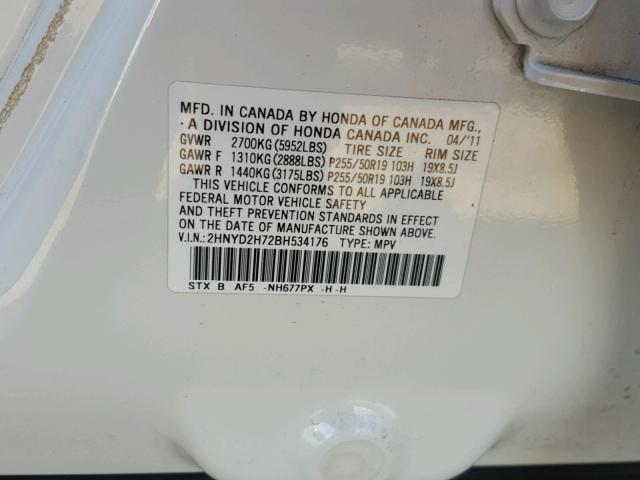 MFD. IN CANADA BY HONDA OF CANADA MFG.,
·A DIVISION OF HONDA CANADA INC. 04/'11
GVWR 2700KG(5952LBS) TIRE SIZE RIM SIZE
GAWR F 1310KG(2888LBS)P255/50R19 103H 19X8.5J
GAWR R 1440KG(3175LBS)P255/50R19 103H 19X8.5J
THIS VEHICLE CONFORMS TO ALL APPLICABLE
FEDERAL MOTOR VEHICLE SAFETY
AND THEFT PREVENTION STANDARDS IN EFFECT
ON THE DATE OF MANUFACTURE SHOWN ABOVE.
V.I.N.:2HNYD2H72BH534176 TYPE: MPV
STX B AF5 -NH677PX -H-H